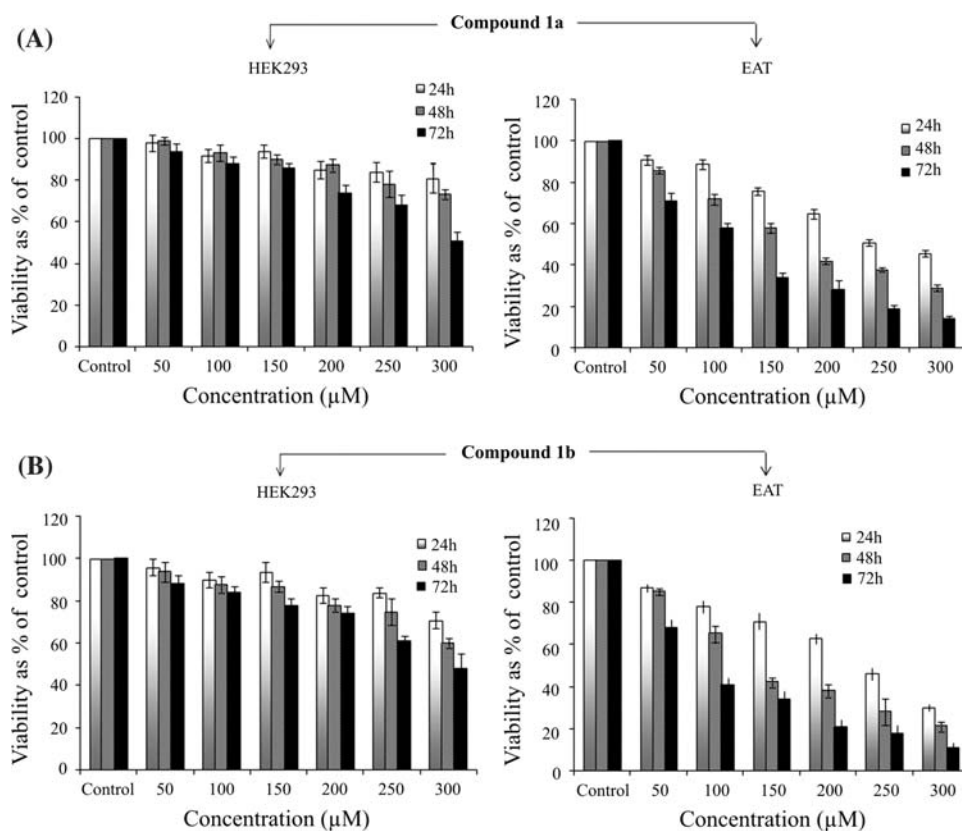 (A)
Compound 1a
HEK293
EAT
Viability as % of control
120
100
80
60
40
20
0
24h
48h
72h
Control 50 100 150 200 250 300
Concentration (µM)
Viability as % of control
120
100
80
60
40
20
0
24h
48h
72h
Control 50 100 150 200 250 300
Concentration (µM)
(B)
Compound 1b
HEK293
EAT
Viability as % of control
120
100
80
60
40
20
0
24h
48h
72h
Control 50 100 150 200 250 300
Concentration (µM)
Viability as % of control
120
100
80
60
40
20
0
24h
48h
72h
Control 50 100 150 200 250 300
Concentration (µM)